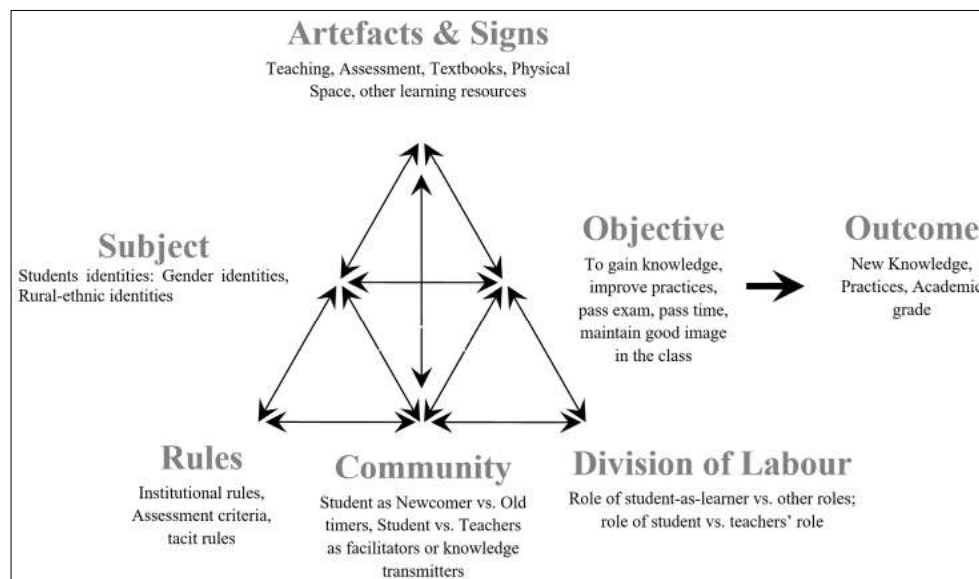 Artefacts & Signs
Teaching, Assessment, Textbooks, Physical
Space, other learning resources
Subject
Students identities: Gender identities,
Rural-ethnic identities
Objective
To gain knowledge,
improve practices,
pass exam, pass time,
maintain good image
in the class
Outcome
New Knowledge,
Practices, Academic
grade
Rules
Institutional rules,
Assessment criteria,
tacit rules
Community
Student as Newcomer vs. Old
timers, Student vs. Teachers
as facilitators or knowledge
transmitters
Division of Labour
Role of student-as-learner vs. other roles;
role of student vs. teachers’ role